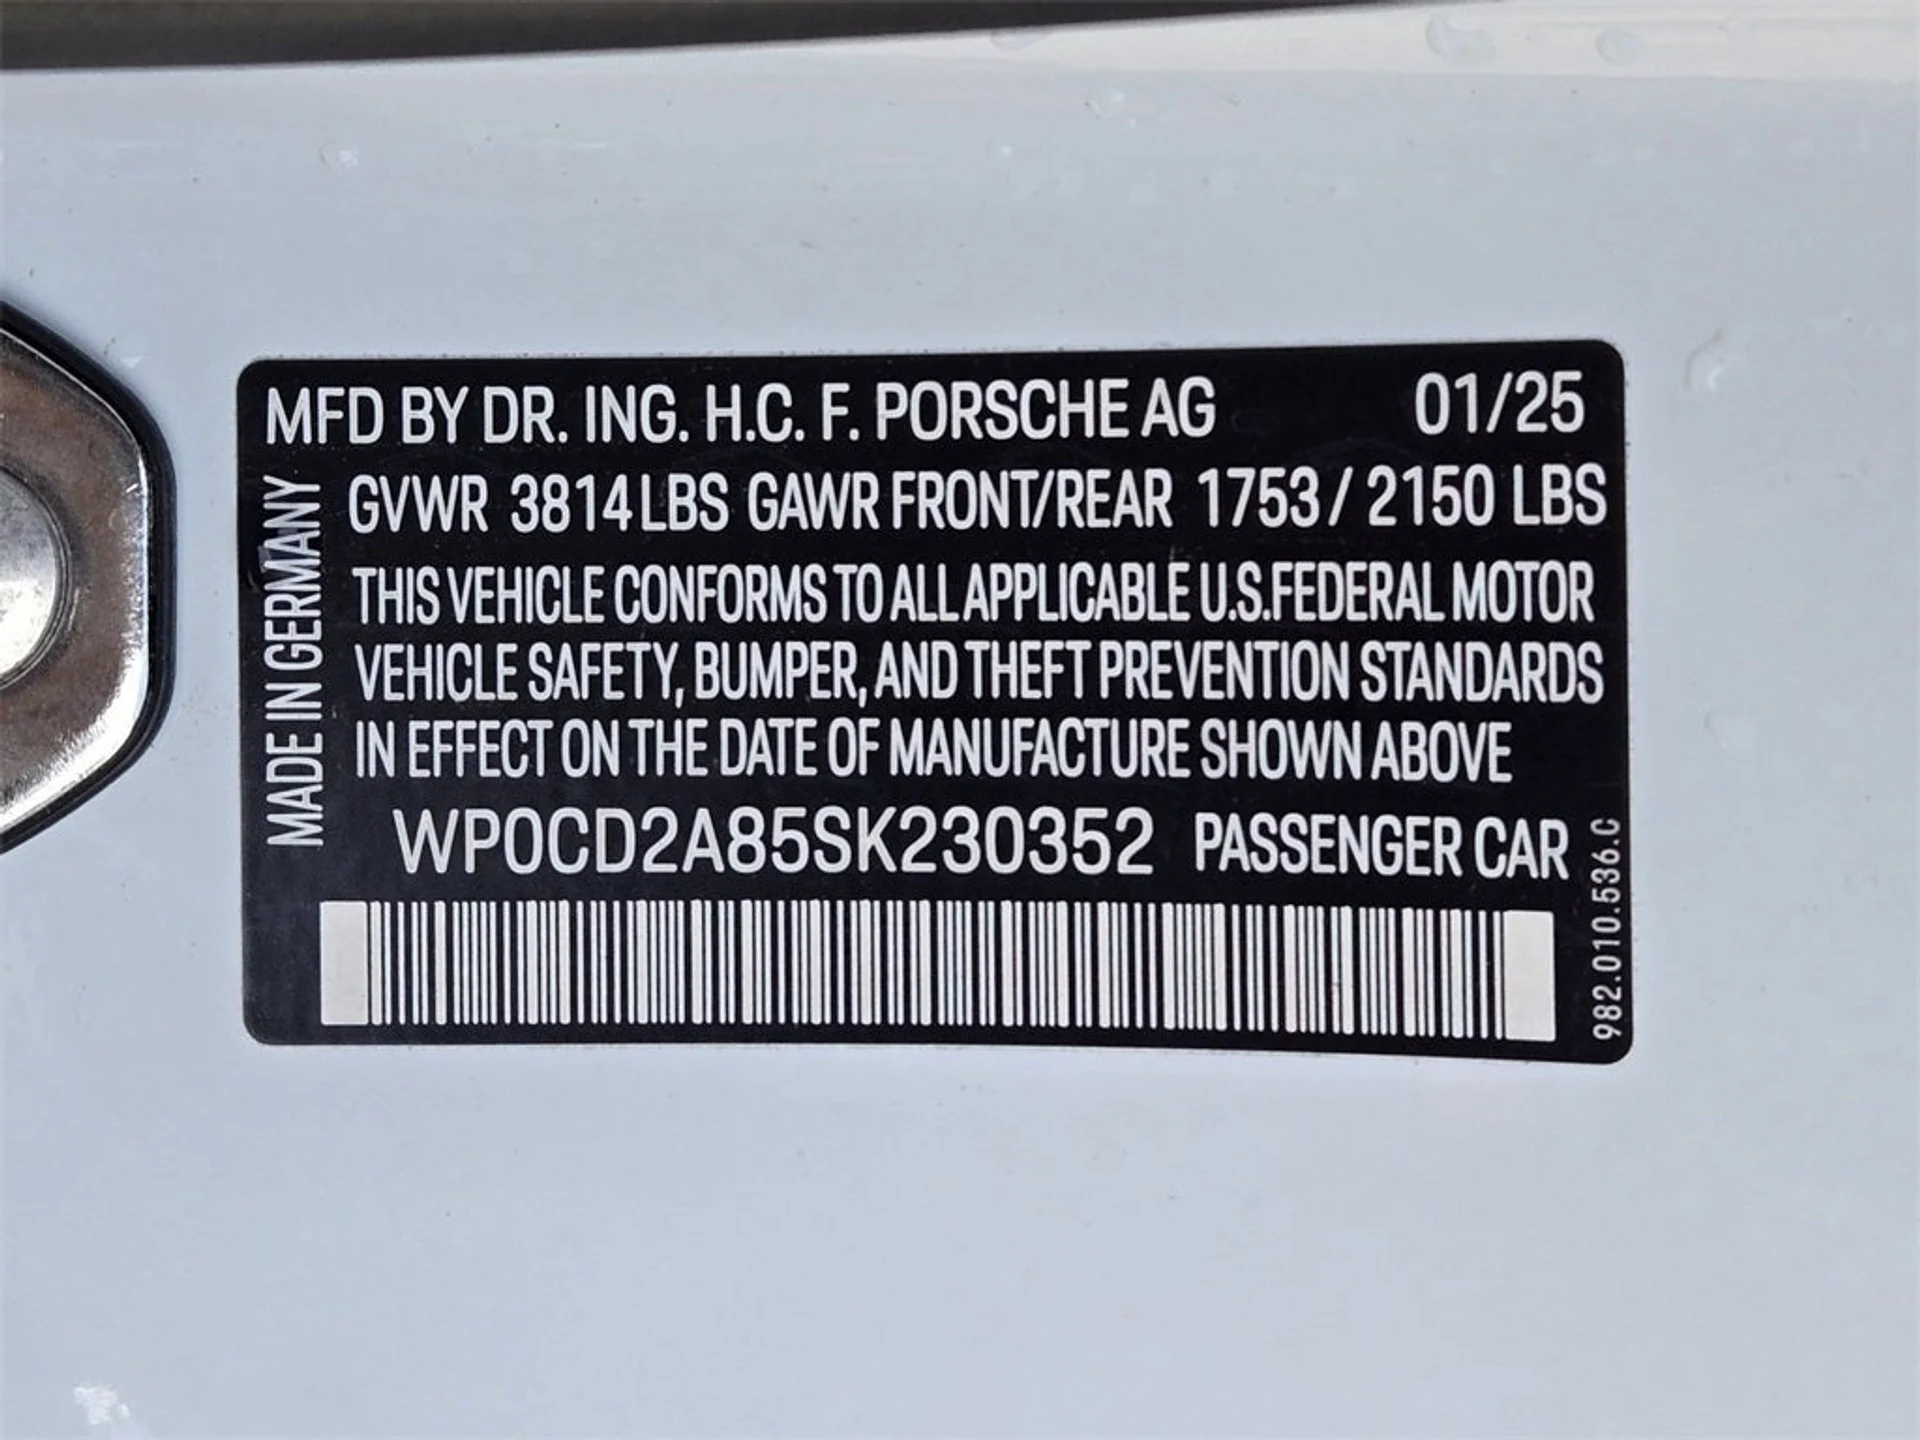 MFD BY DR. ING. H.C. F. PORSCHE AG 01/25
GVWR 3814 LBS GAWR FRONT/REAR 1753 / 2150 LBS
THIS VEHICLE CONFORMS TO ALL APPLICABLE U.S.FEDERAL MOTOR
VEHICLE SAFETY, BUMPER, AND THEFT PREVENTION STANDARDS
IN EFFECT ON THE DATE OF MANUFACTURE SHOWN ABOVE
WP0CD2A85SK230352 PASSENGER CAR
MADE IN GERMANY
982.010.536.C